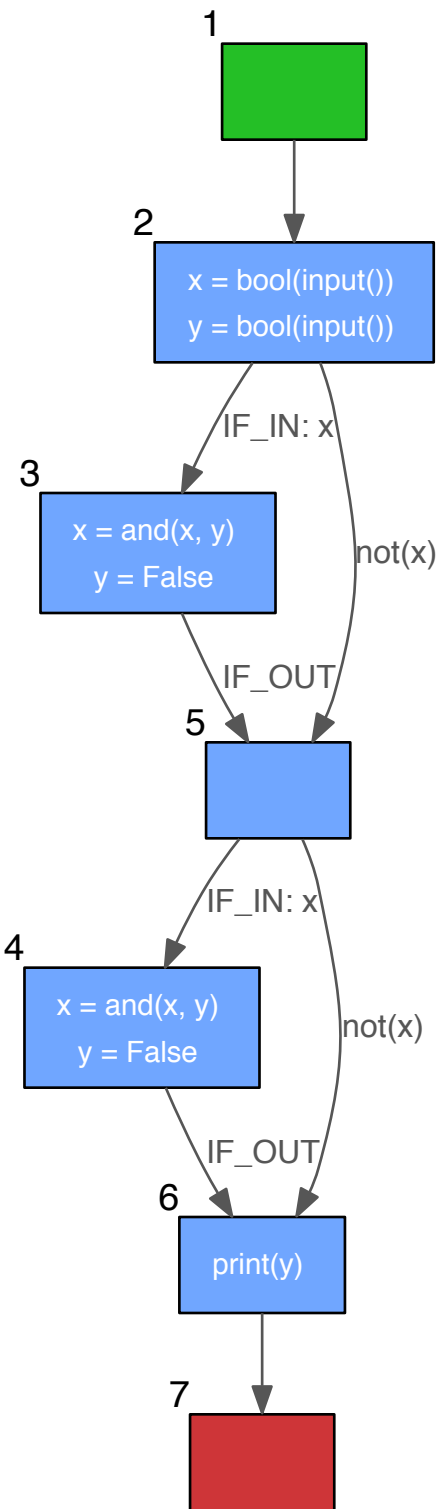 1
2
x = bool(input())
y = bool(input())
IF_IN: x
3
x = and(x, y)
y = False
not(x)
IF_OUT
5
IF_IN: x
4
x = and(x, y)
y = False
not(x)
IF_OUT
6
print(y)
7